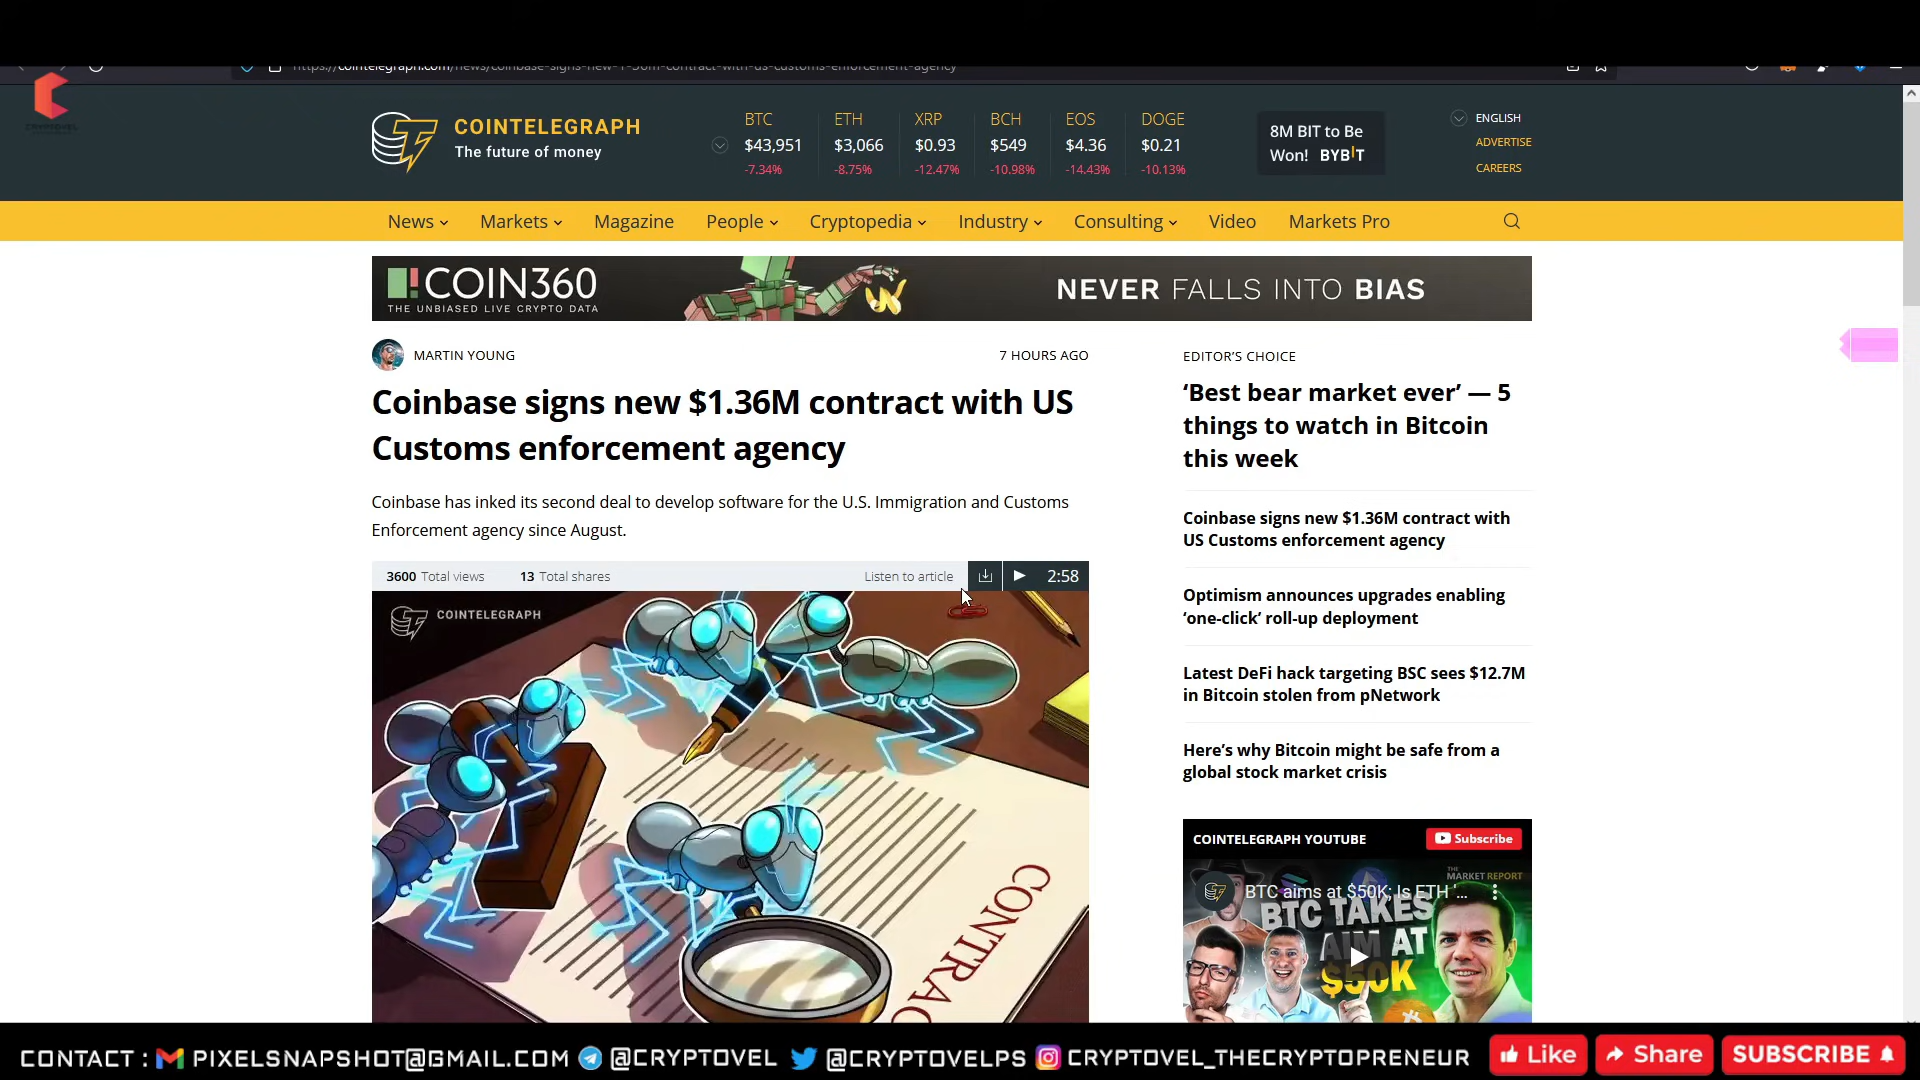 https://cointelegraph.com/news/coinbase-signs-new-1-36m-contract-with-us-customs-enforcement-agency
CRYPTOVEL
COINTELEGRAPH
The future of money
BTC ETH XRP BCH EOS DOGE
$43,951 $3,066 $0.93 $549 $4.36 $0.21
-7.34% -8.75% -12.47% -10.98% -14.43% -10.13%
8M BIT to Be
Won! BYBIT
ENGLISH
ADVERTISE
CAREERS
News Markets Magazine People Cryptopedia Industry Consulting Video Markets Pro
COIN360
THE UNBIASED LIVE CRYPTO DATA
NEVER FALLS INTO BIAS
MARTIN YOUNG 7 HOURS AGO
Coinbase signs new $1.36M contract with US
Customs enforcement agency
Coinbase has inked its second deal to develop software for the U.S. Immigration and Customs
Enforcement agency since August.
3600 Total views 13 Total shares Listen to article 2:58
COINTELEGRAPH
CONTRAC
EDITOR'S CHOICE
‘Best bear market ever’ — 5
things to watch in Bitcoin
this week
Coinbase signs new $1.36M contract with
US Customs enforcement agency
Optimism announces upgrades enabling
‘one-click’ roll-up deployment
Latest DeFi hack targeting BSC sees $12.7M
in Bitcoin stolen from pNetwork
Here’s why Bitcoin might be safe from a
global stock market crisis
COINTELEGRAPH YOUTUBE Subscribe
THE
MARKET REPORT
BTC aims at $50K; Is ETH '...
BTC TAKES
AIM AT
$50K
CONTACT : PIXELSNAPSHOT@GMAIL.COM @CRYPTOVEL @CRYPTOVELPS CRYPTOVEL_THECRYPTOPRENEUR Like Share SUBSCRIBE